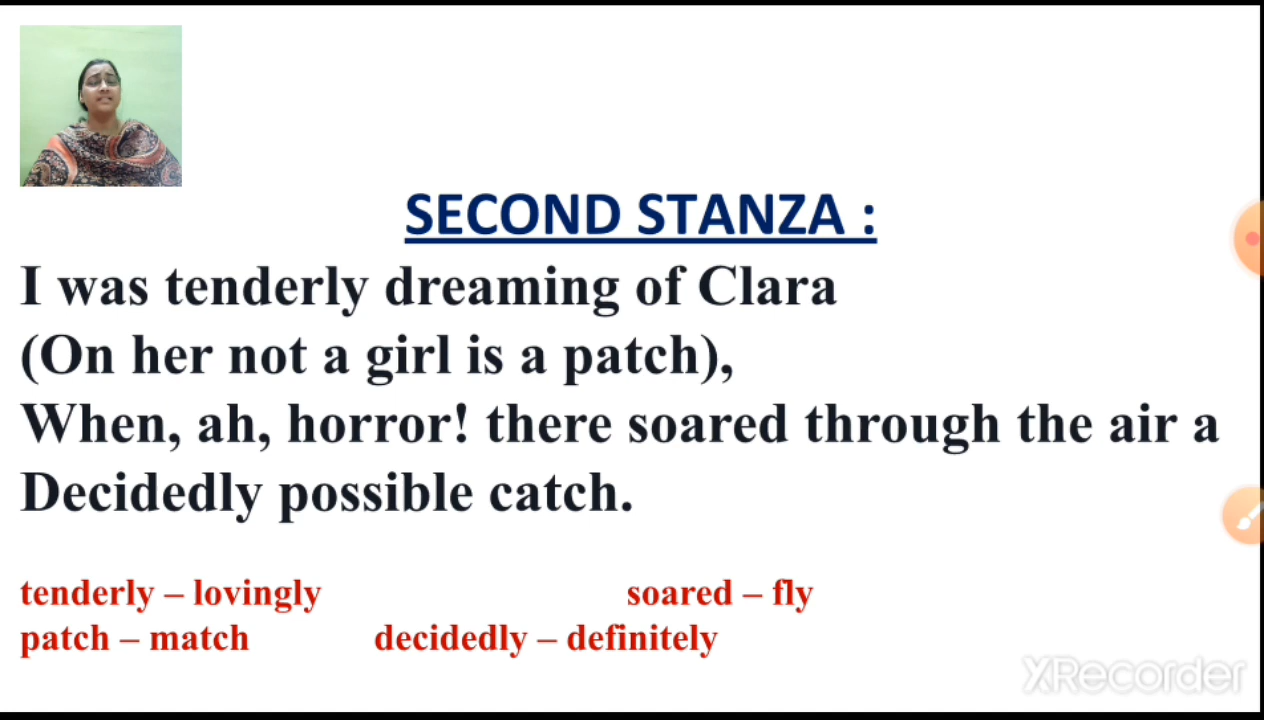 SECOND STANZA :
I was tenderly dreaming of Clara
(On her not a girl is a patch),
When, ah, horror! there soared through the air a
Decidedly possible catch.
tenderly – lovingly soared – fly
patch – match decidedly – definitely
XRecorder